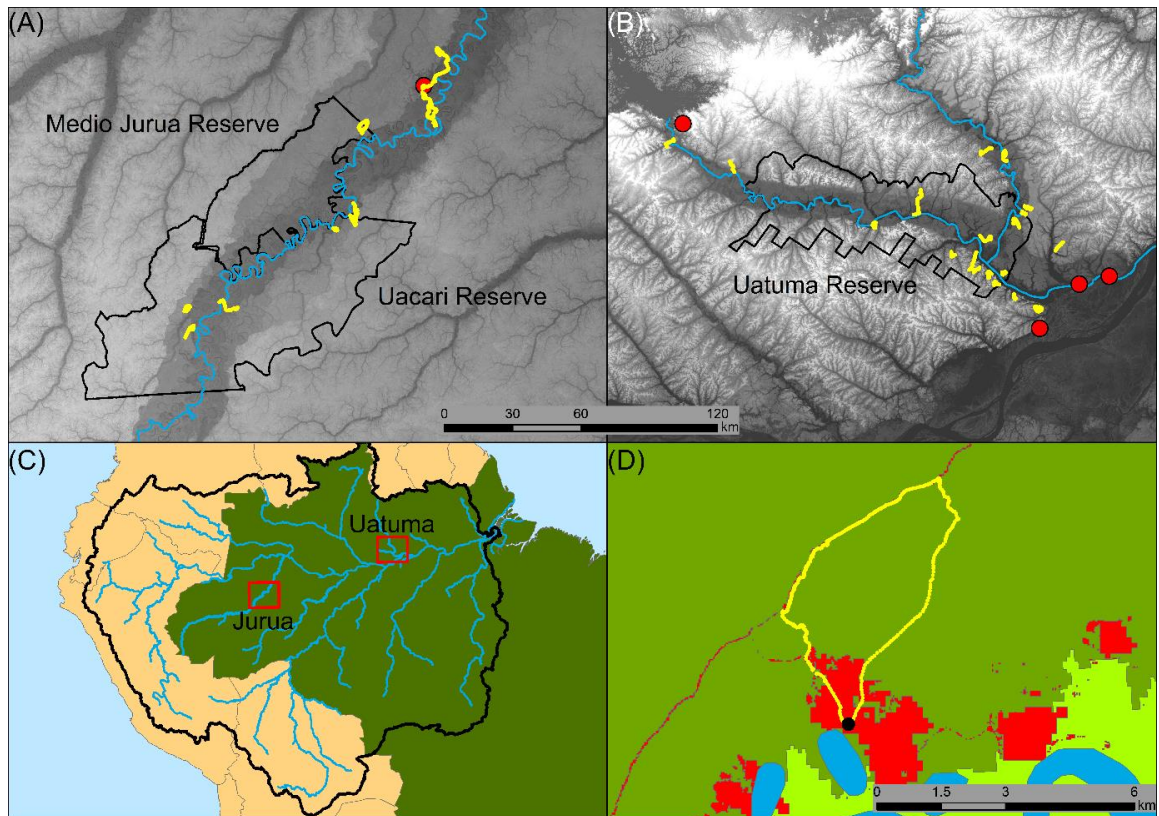 (A)
Medio Jurua Reserve
Uacari Reserve
(B)
Uatuma Reserve
0 30 60 120
km
(C)
Uatuma
Jurua
(D)
0 1.5 3 6
km